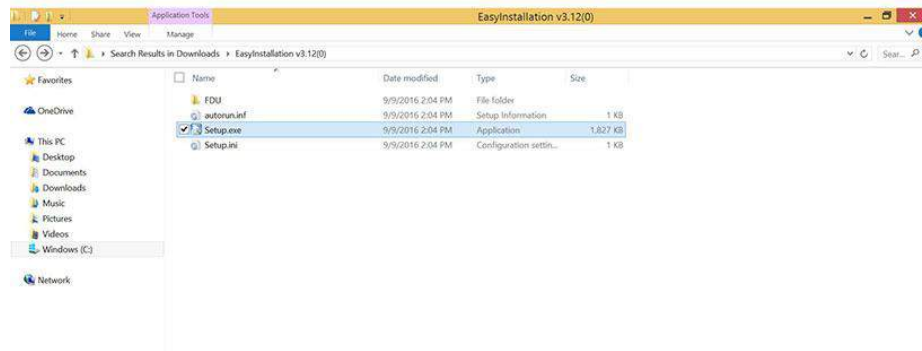 Application Tools
EasyInstallation v3.12(0)
File Home Share View Manage
Search Results in Downloads EasyInstallation v3.12(0) Sear...
Favorites
OneDrive
This PC
Desktop
Documents
Downloads
Music
Pictures
Videos
Windows (C:)
Network
Name Date modified Type Size
FDU 9/9/2016 2:04 PM File folder
autorun.inf 9/9/2016 2:04 PM Setup Information 1 KB
Setup.exe 9/9/2016 2:04 PM Application 1,827 KB
Setup.ini 9/9/2016 2:04 PM Configuration settin... 1 KB